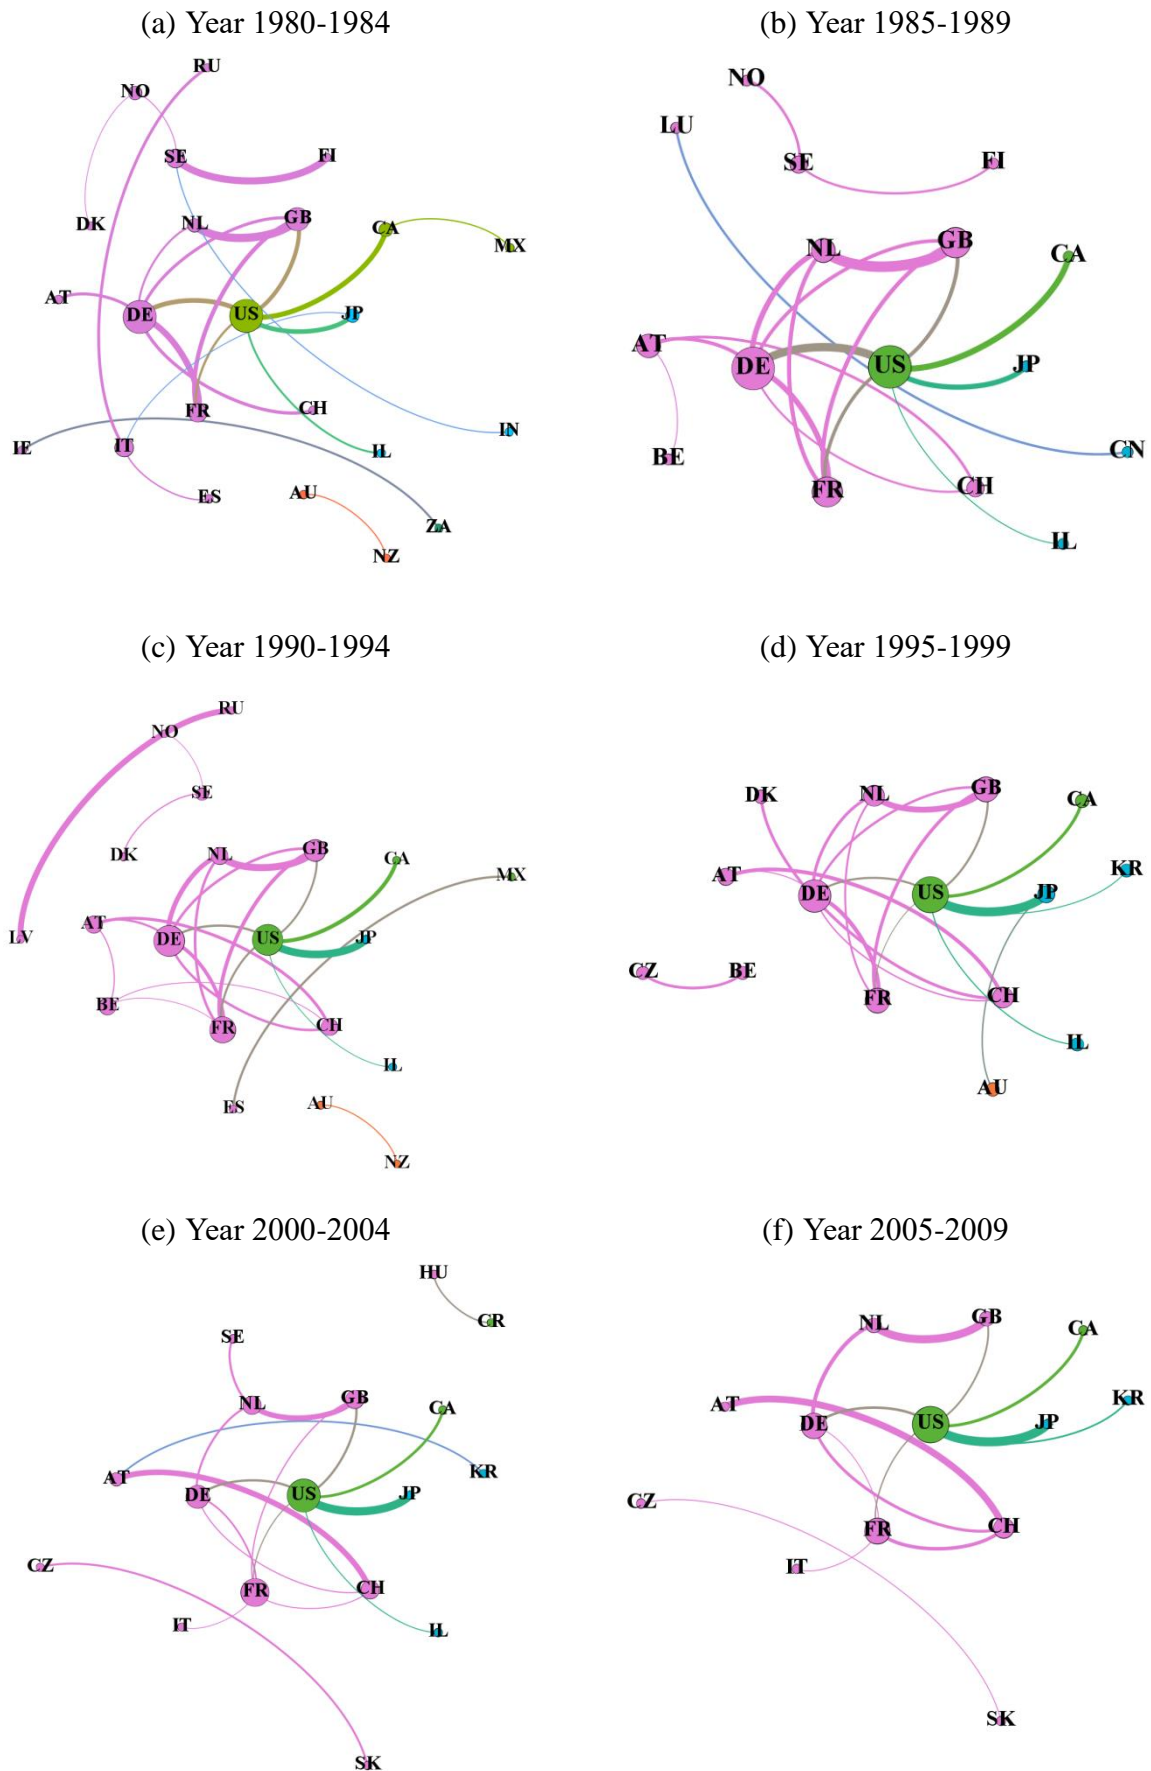 (a) Year 1980-1984
RU
NO
SE
FI
DK
NL
GB
CA
MX
AT
DE
US
JP
FR
CH
IN
IE
IT
IL
ES
AU
ZA
NZ
(b) Year 1985-1989
NO
LU
SE
FI
NL
GB
CA
AT
DE
US
JP
BE
CN
FR
CH
IL
(c) Year 1990-1994
RU
NO
SE
DK
NL
GB
CA
MX
AT
LV
DE
US
JP
BE
FR
CH
IL
ES
AU
NZ
(d) Year 1995-1999
DK
NL
GB
CA
KR
AT
DE
US
JP
CZ
BE
FR
CH
IL
AU
(e) Year 2000-2004
HU
CR
SE
NL
GB
CA
AT
KR
DE
US
JP
CZ
FR
CH
IT
IL
SK
(f) Year 2005-2009
NL
GB
CA
AT
KR
DE
US
JP
CZ
FR
CH
IT
SK